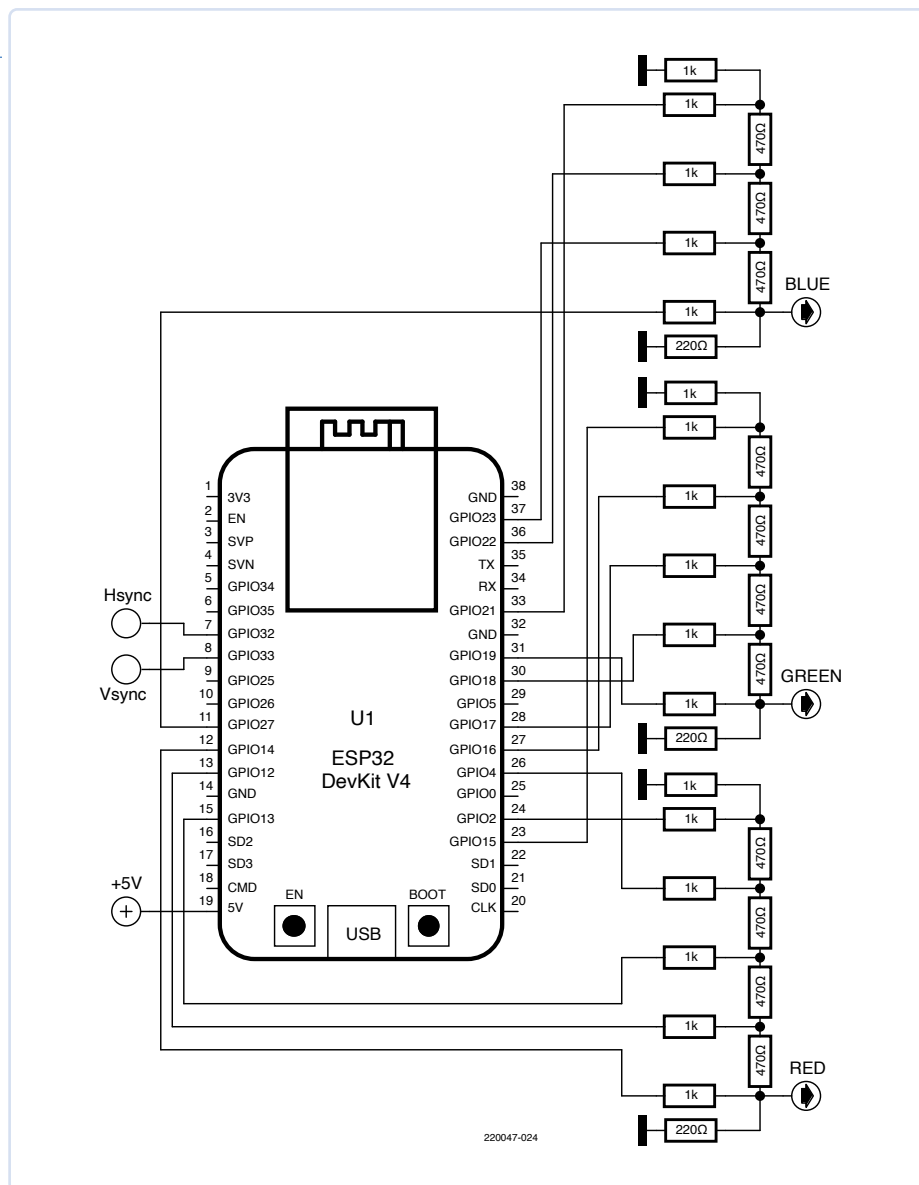 1k
1k
470Ω
1k
470Ω
1k
470Ω
BLUE
1k
220Ω
1k
1k
470Ω
1k
470Ω
1k
470Ω
1k
470Ω
GREEN
1k
220Ω
Hsync
Vsync
+5V
1 3V3
2 EN
3 SVP
4 SVN
5 GPIO34
6 GPIO35
7 GPIO32
8 GPIO33
9 GPIO25
10 GPIO26
11 GPIO27
12 GPIO14
13 GPIO12
14 GND
15 GPIO13
16 SD2
17 SD3
18 CMD
19 5V
U1
ESP32
DevKit V4
EN
USB
BOOT
GND 38
GPIO23 37
GPIO22 36
TX 35
RX 34
GPIO21 33
GND 32
GPIO19 31
GPIO18 30
GPIO5 29
GPIO17 28
GPIO16 27
GPIO4 26
GPIO0 25
GPIO2 24
GPIO15 23
SD1 22
SD0 21
CLK 20
1k
1k
470Ω
1k
470Ω
1k
470Ω
1k
470Ω
RED
1k
220Ω
220047-024